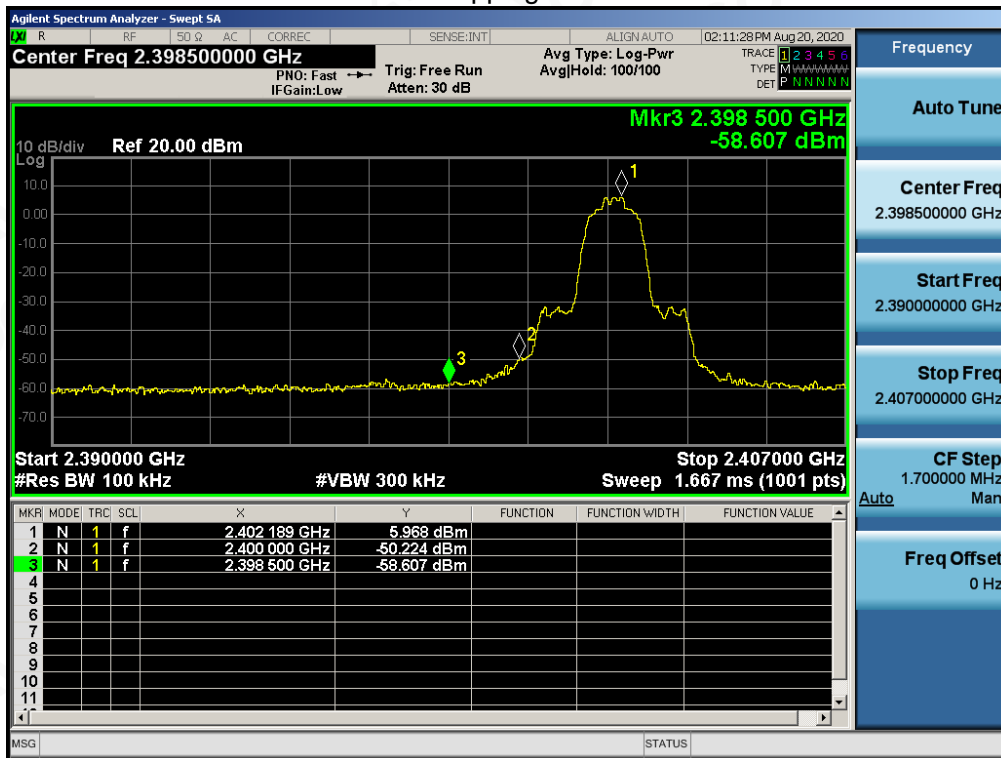 Agilent Spectrum Analyzer - Swept SA
LXI R RF 50 Ω AC CORREC SENSE:INT ALIGNAUTO 02:11:28 PM Aug 20, 2020
Center Freq 2.398500000 GHz
PNO: Fast
IFGain:Low
Trig: Free Run
Atten: 30 dB
Avg Type: Log-Pwr
Avg|Hold: 100/100
TRACE 1 2 3 4 5 6
TYPE M
DET P N N N N N
Mkr3 2.398 500 GHz
-58.607 dBm
10 dB/div Ref 20.00 dBm
Log
10.0
0.00
-10.0
-20.0
-30.0
-40.0
-50.0
-60.0
-70.0
1
2
3
Start 2.390000 GHz Stop 2.407000 GHz
#Res BW 100 kHz #VBW 300 kHz Sweep 1.667 ms (1001 pts)
MKR MODE TRC SCL X Y FUNCTION FUNCTION WIDTH FUNCTION VALUE
1 N 1 f 2.402 189 GHz 5.968 dBm
2 N 1 f 2.400 000 GHz -50.224 dBm
3 N 1 f 2.398 500 GHz -58.607 dBm
4
5
6
7
8
9
10
11
MSG STATUS
Frequency
Auto Tune
Center Freq
2.398500000 GHz
Start Freq
2.390000000 GHz
Stop Freq
2.407000000 GHz
CF Step
1.700000 MHz
Auto Man
Freq Offset
0 Hz